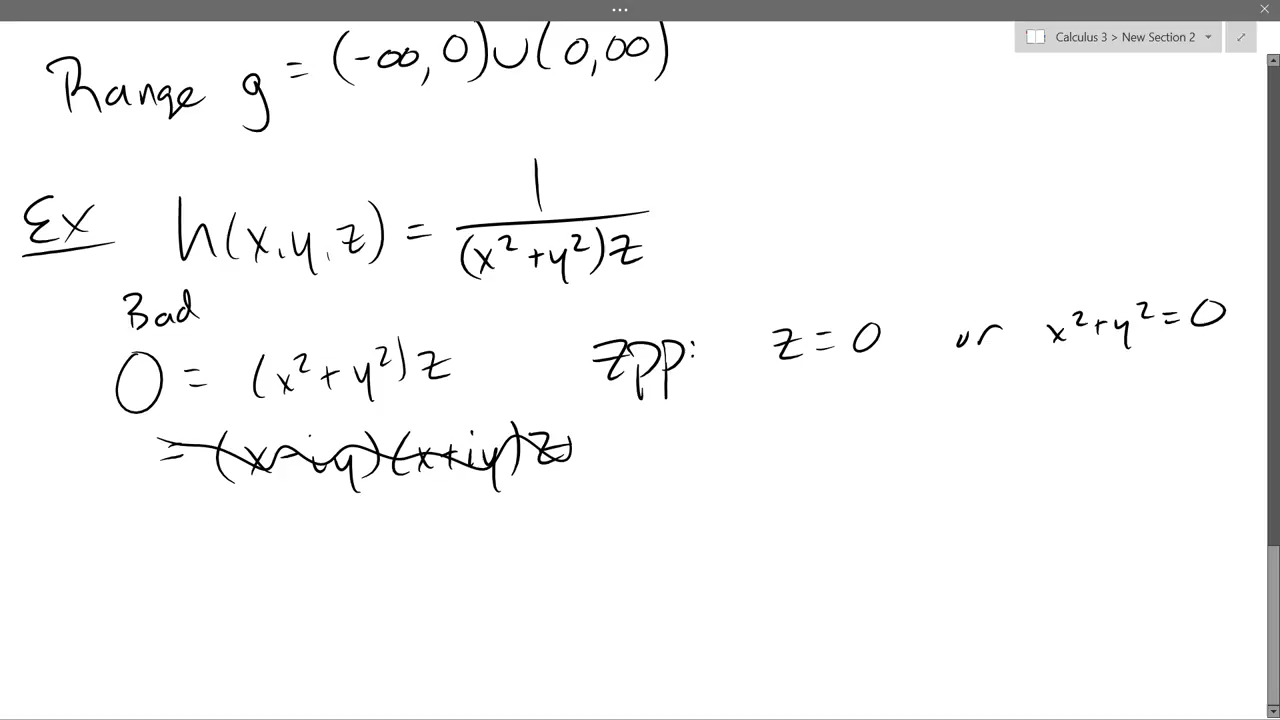 Calculus 3 > New Section 2
Range g = (-∞, 0) ∪ (0, ∞)
Ex h(x, y, z) = 1 / (x² + y²)z
Bad
0 = (x² + y²) z ZPP: z = 0 or x² + y² = 0
= (x - iy)(x + iy) z